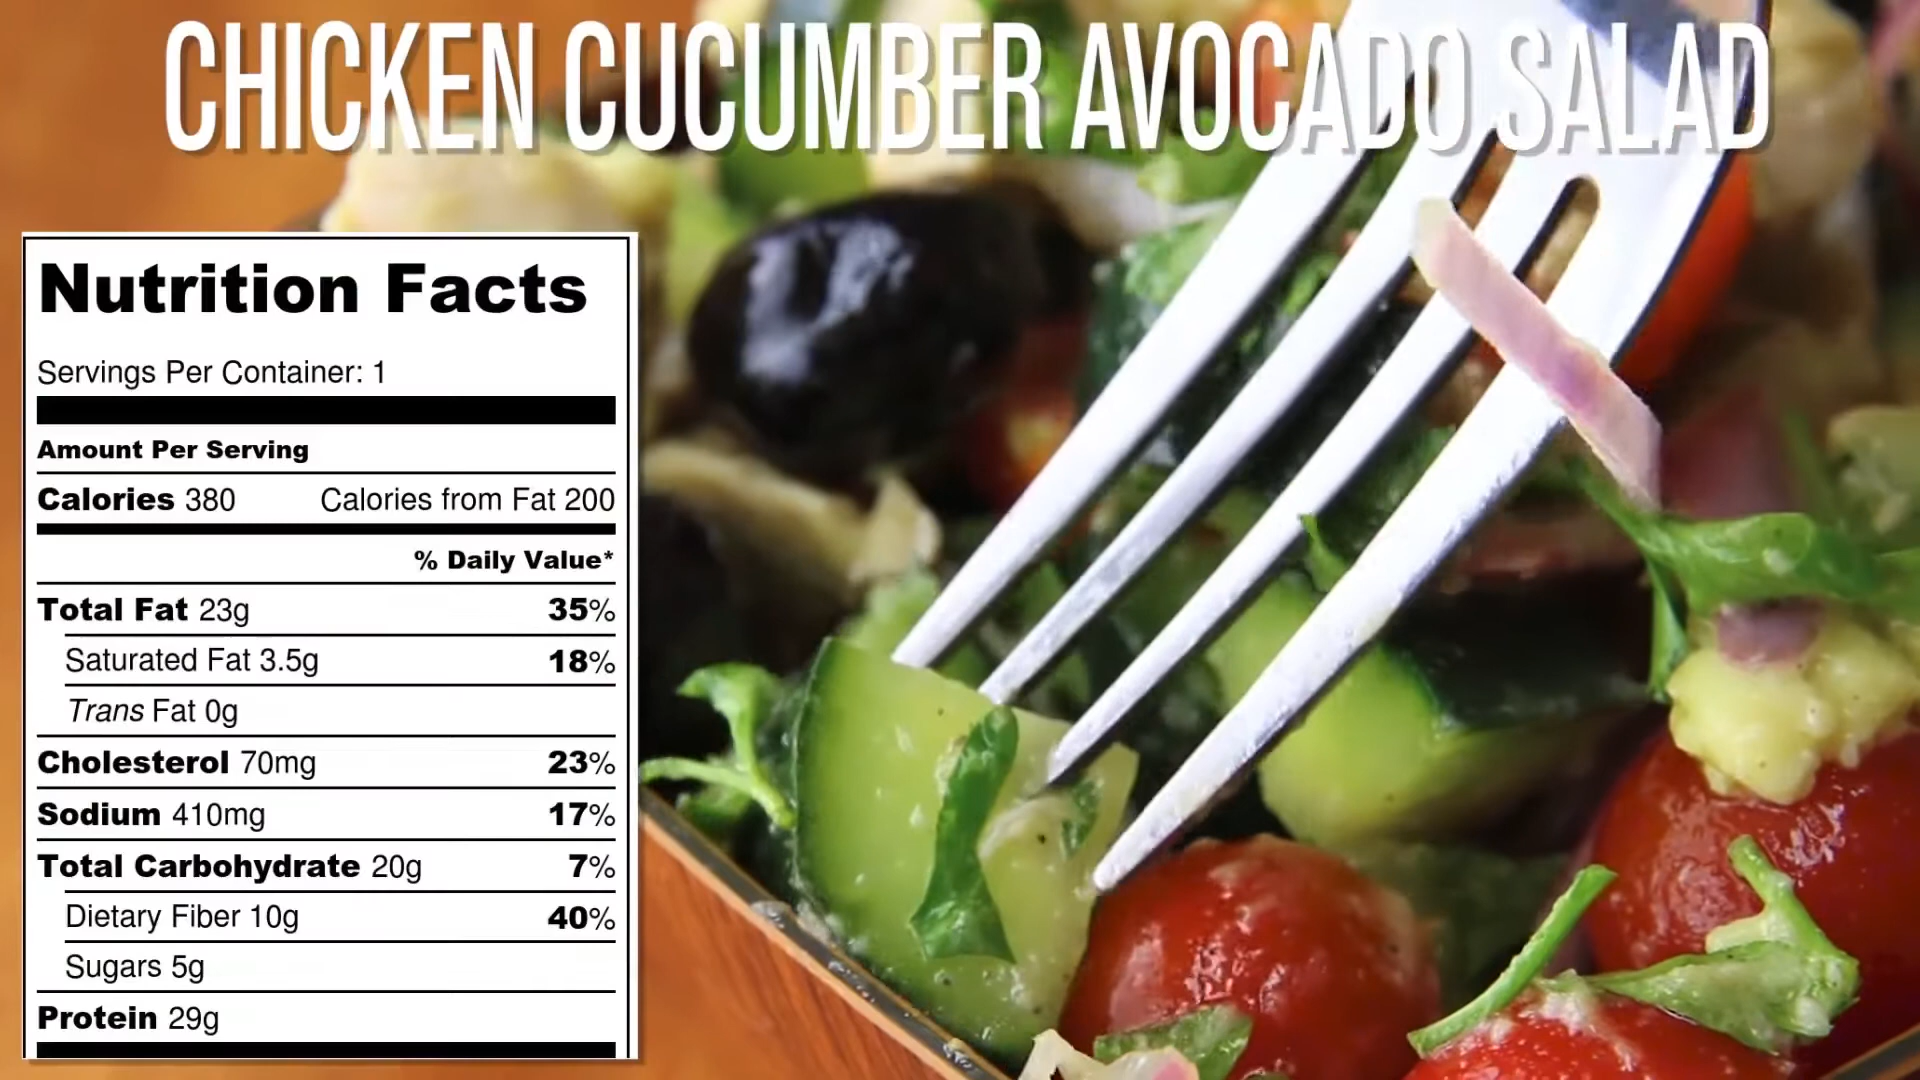 CHICKEN CUCUMBER AVOCADO SALAD
Nutrition Facts
Servings Per Container: 1
Amount Per Serving
Calories 380 Calories from Fat 200
% Daily Value*
Total Fat 23g 35%
Saturated Fat 3.5g 18%
Trans Fat 0g
Cholesterol 70mg 23%
Sodium 410mg 17%
Total Carbohydrate 20g 7%
Dietary Fiber 10g 40%
Sugars 5g
Protein 29g